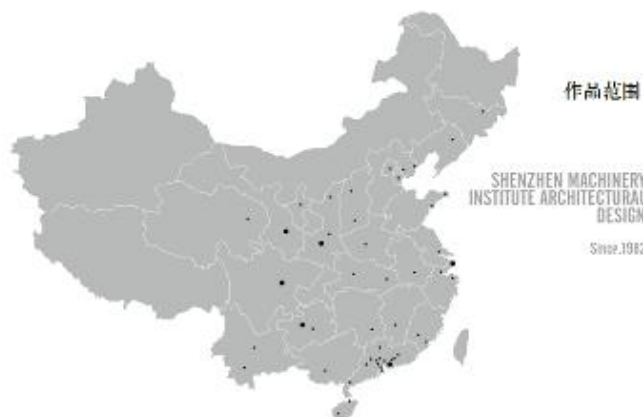 作品范围
SHENZHEN MACHINERY
INSTITUTE ARCHITECTURAL
DESIGN
Since.1982